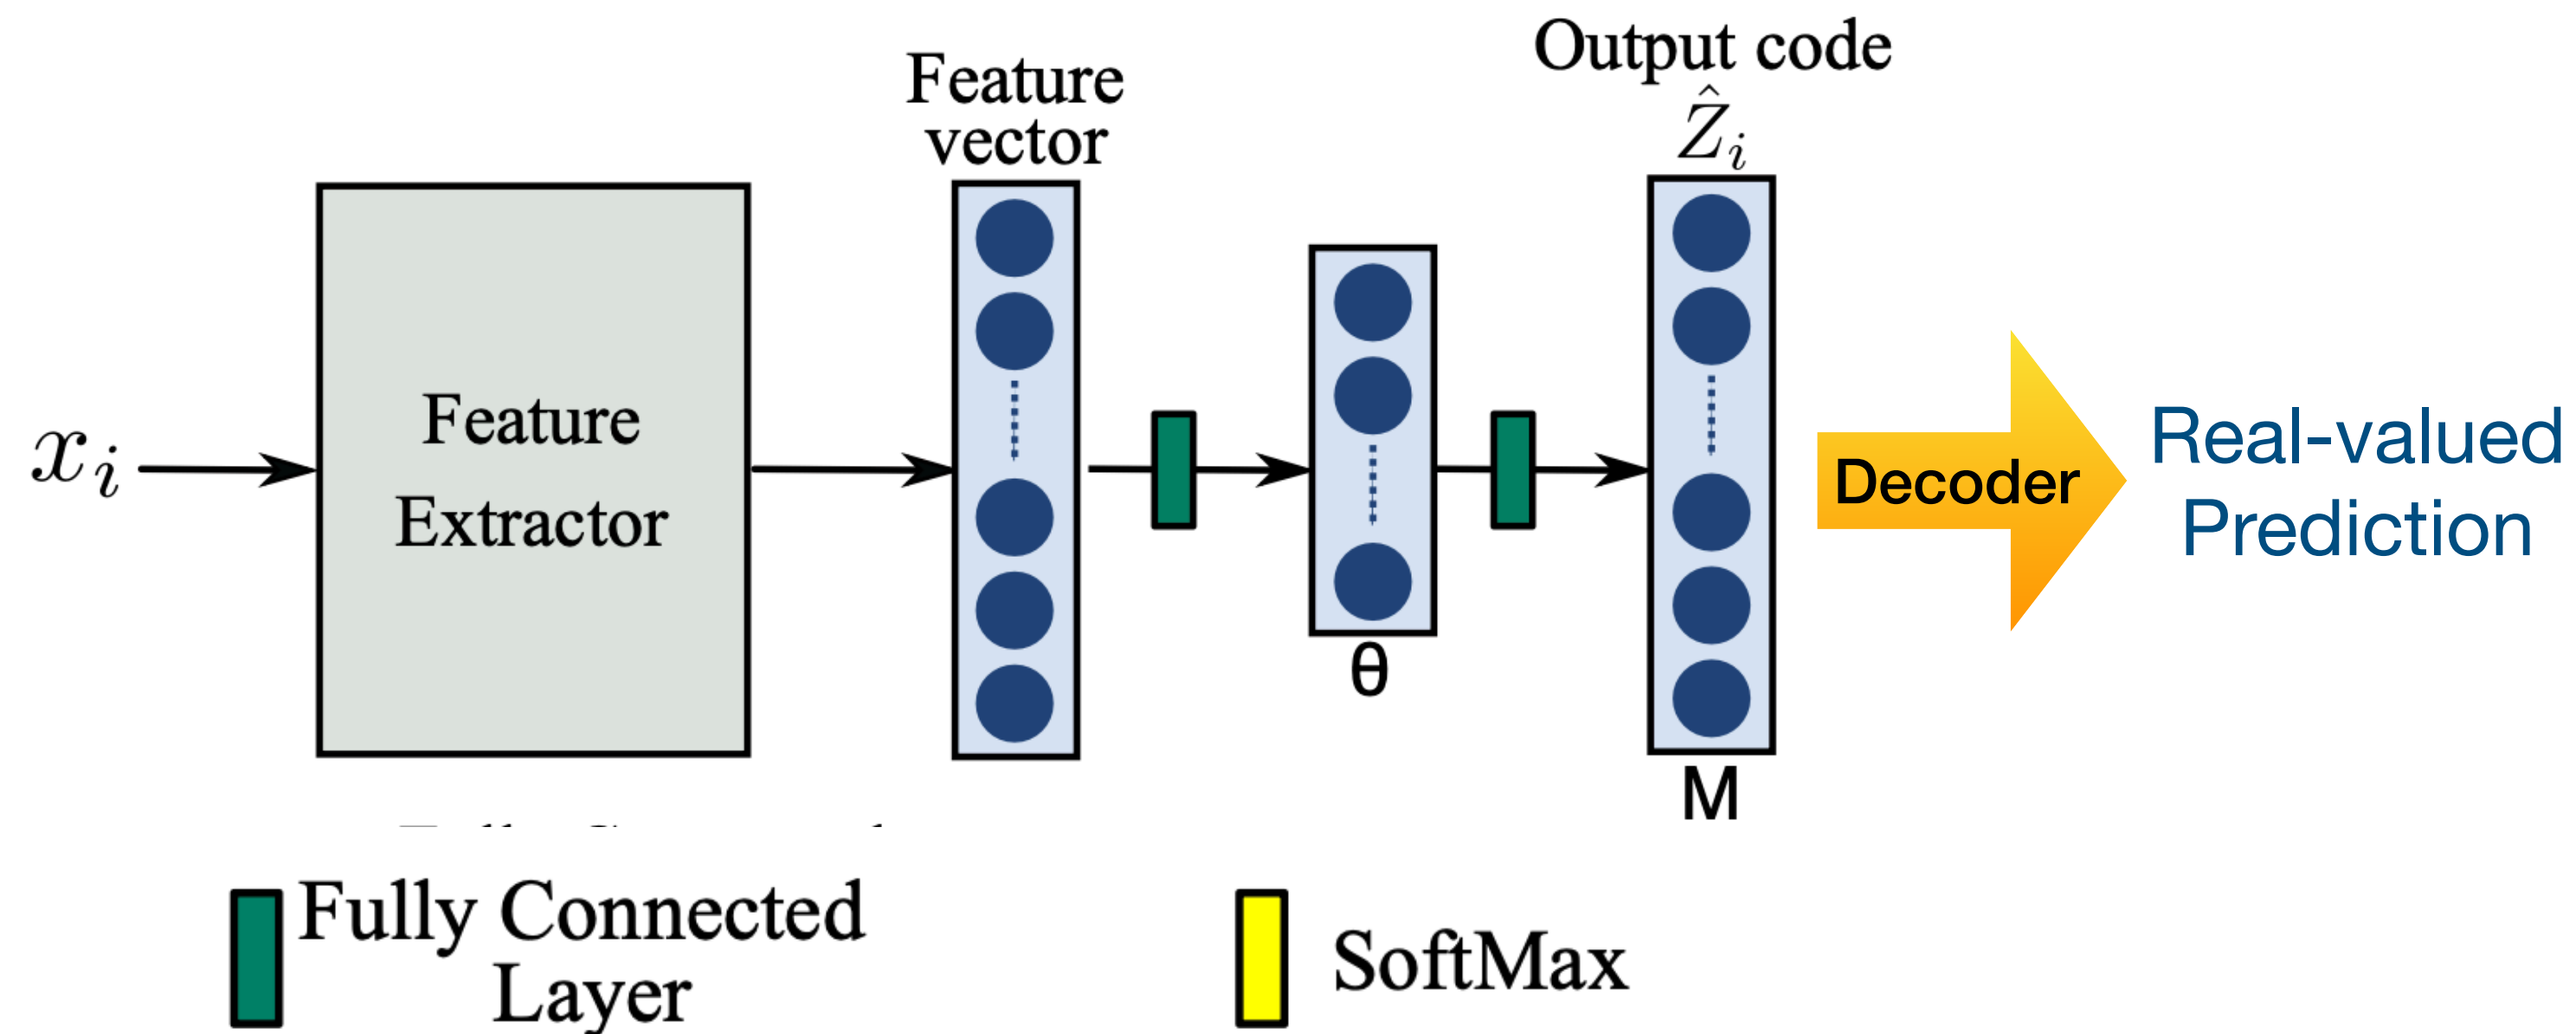 x_i
Feature
Extractor
Feature
vector
θ
Output code
Ẑ_i
M
Decoder
Real-valued
Prediction
Fully Connected
Layer
SoftMax